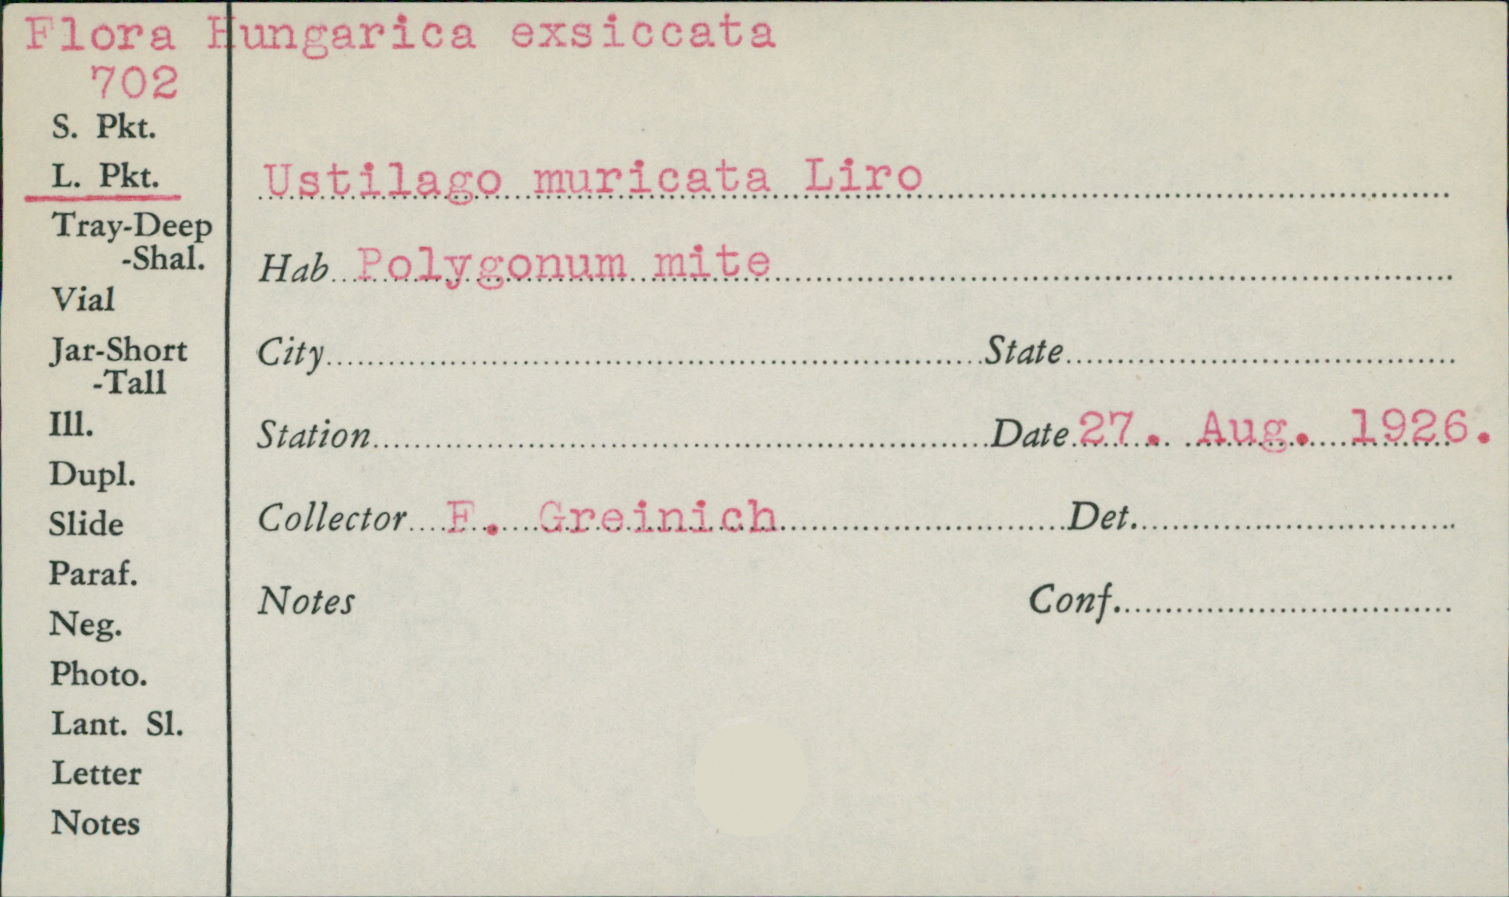 Flora Hungarica exsiccata
702
S. Pkt.
L. Pkt.
Tray-Deep
-Shal.
Vial
Jar-Short
-Tall
Ill.
Dupl.
Slide
Paraf.
Neg.
Photo.
Lant. Sl.
Letter
Notes
Ustilago muricata Liro
Hab. Polygonum mite
City State
Station Date 27. Aug. 1926.
Collector F. Greinich Det.
Notes Conf.